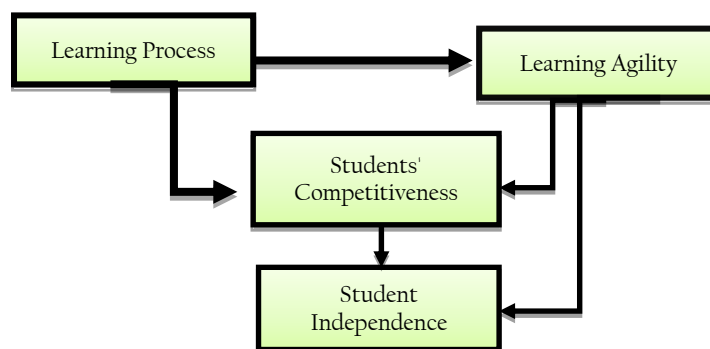 Learning Process
Learning Agility
Students'
Competitiveness
Student
Independence